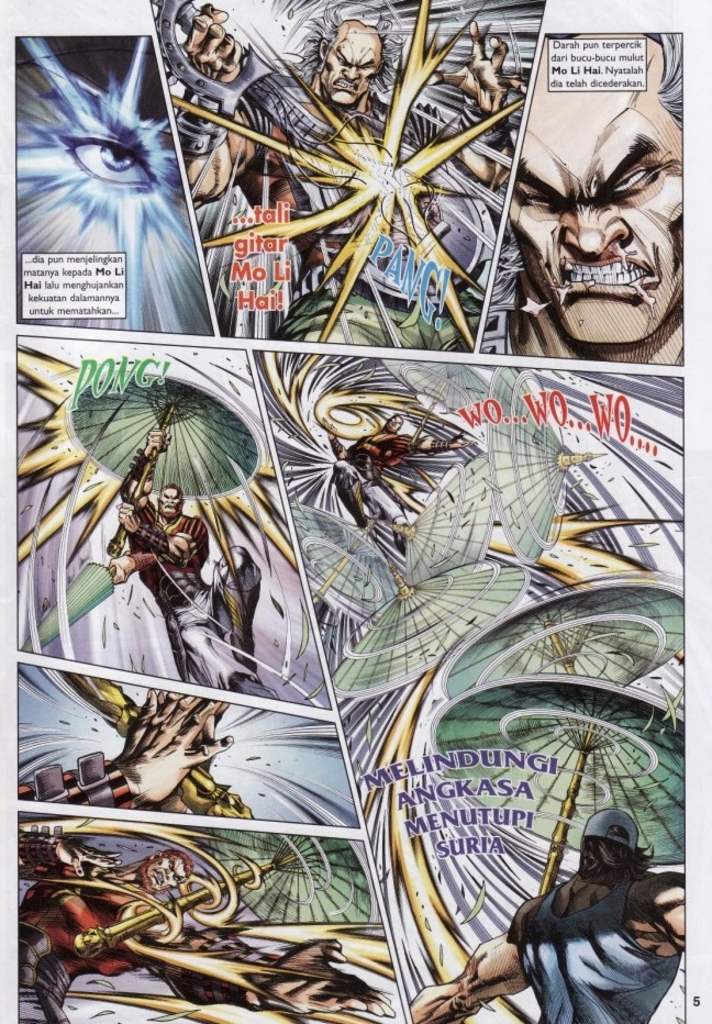 ...dia pun menjelingkan
matanya kepada Mo Li
Hai lalu menghujankan
kekuatan dalamannya
untuk mematahkan...
...tali
gitar
Mo Li
Hai!
PANG!
Darah pun terpercik
dari bucu-bucu mulut
Mo Li Hai. Nyatalah
dia telah dicederakan.
PONG!
WO...WO...WO....
MELINDUNGI
ANGKASA
MENUTUPI
SURIA
5